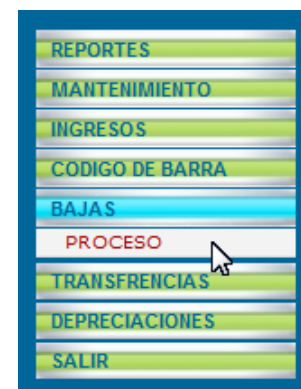 REPORTES
MANTENIMIENTO
INGRESOS
CODIGO DE BARRA
BAJAS
PROCESO
TRANSFRENCIAS
DEPRECIACIONES
SALIR